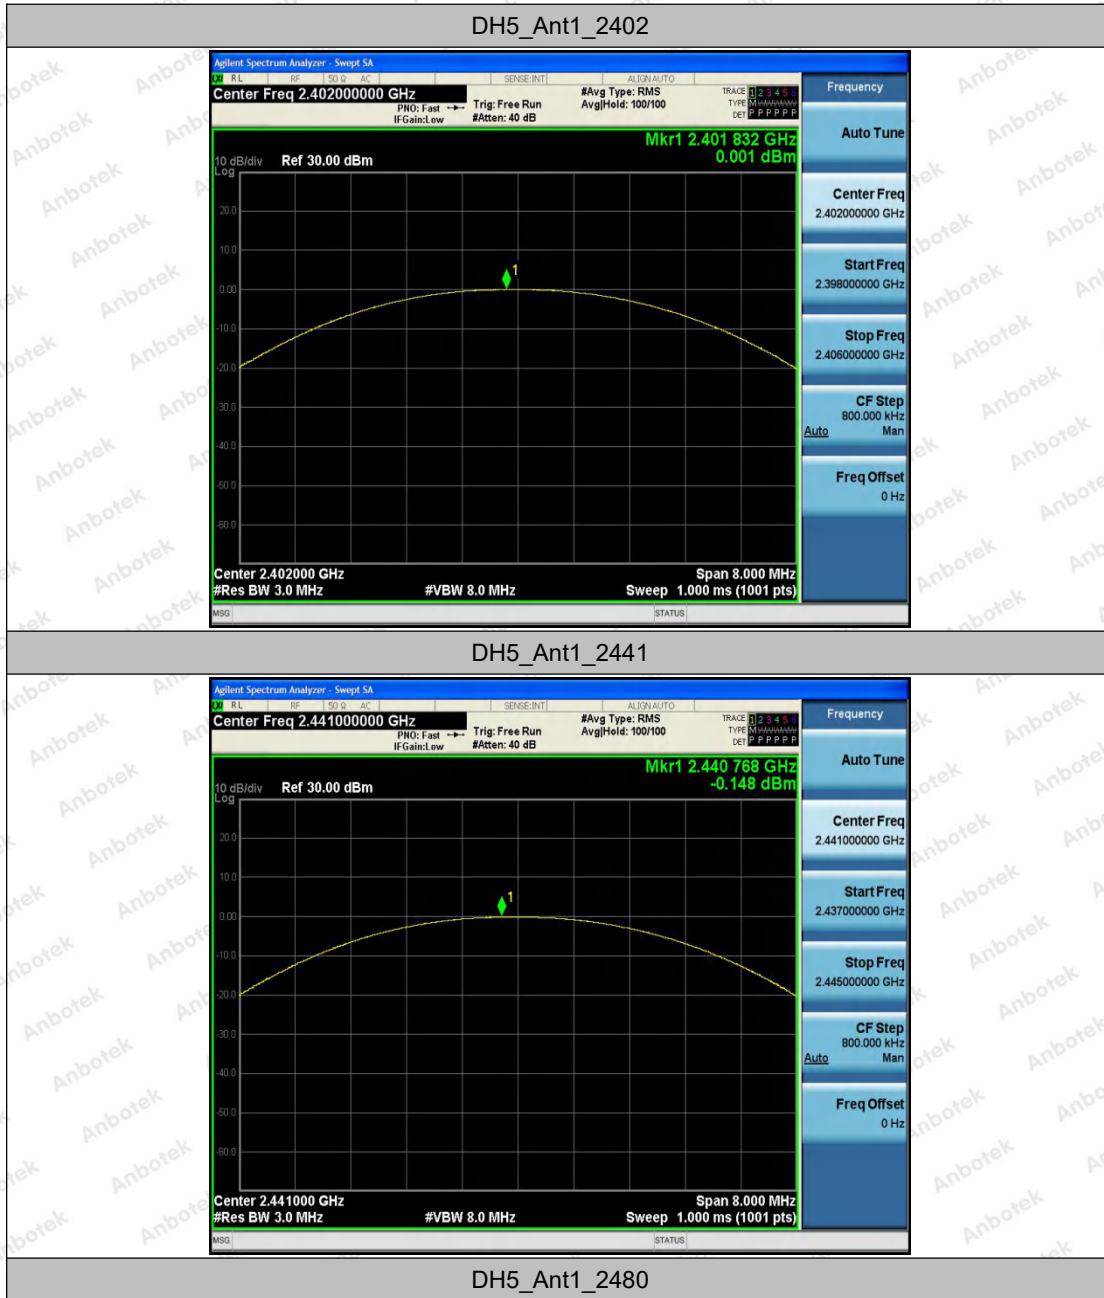 DH5_Ant1_2402
Agilent Spectrum Analyzer - Swept SA
RL RF 50 Ω AC SENSE:INT ALIGN AUTO
Center Freq 2.402000000 GHz
PNO: Fast
IFGain:Low
Trig: Free Run
#Atten: 40 dB
#Avg Type: RMS
Avg|Hold: 100/100
TRACE 1 2 3 4 5 6
TYPE M
DET P P P P P P
Mkr1 2.401 832 GHz
0.001 dBm
10 dB/div Ref 30.00 dBm
Log
20.0
10.0
0.00
-10.0
-20.0
-30.0
-40.0
-50.0
-60.0
1
Center 2.402000 GHz Span 8.000 MHz
#Res BW 3.0 MHz #VBW 8.0 MHz Sweep 1.000 ms (1001 pts)
MSG STATUS
Frequency
Auto Tune
Center Freq
2.402000000 GHz
Start Freq
2.398000000 GHz
Stop Freq
2.406000000 GHz
CF Step
800.000 kHz
Auto Man
Freq Offset
0 Hz
DH5_Ant1_2441
Agilent Spectrum Analyzer - Swept SA
RL RF 50 Ω AC SENSE:INT ALIGN AUTO
Center Freq 2.441000000 GHz
PNO: Fast
IFGain:Low
Trig: Free Run
#Atten: 40 dB
#Avg Type: RMS
Avg|Hold: 100/100
TRACE 1 2 3 4 5 6
TYPE M
DET P P P P P P
Mkr1 2.440 768 GHz
-0.148 dBm
10 dB/div Ref 30.00 dBm
Log
20.0
10.0
0.00
-10.0
-20.0
-30.0
-40.0
-50.0
-60.0
1
Center 2.441000 GHz Span 8.000 MHz
#Res BW 3.0 MHz #VBW 8.0 MHz Sweep 1.000 ms (1001 pts)
MSG STATUS
Frequency
Auto Tune
Center Freq
2.441000000 GHz
Start Freq
2.437000000 GHz
Stop Freq
2.445000000 GHz
CF Step
800.000 kHz
Auto Man
Freq Offset
0 Hz
DH5_Ant1_2480
Anbotek